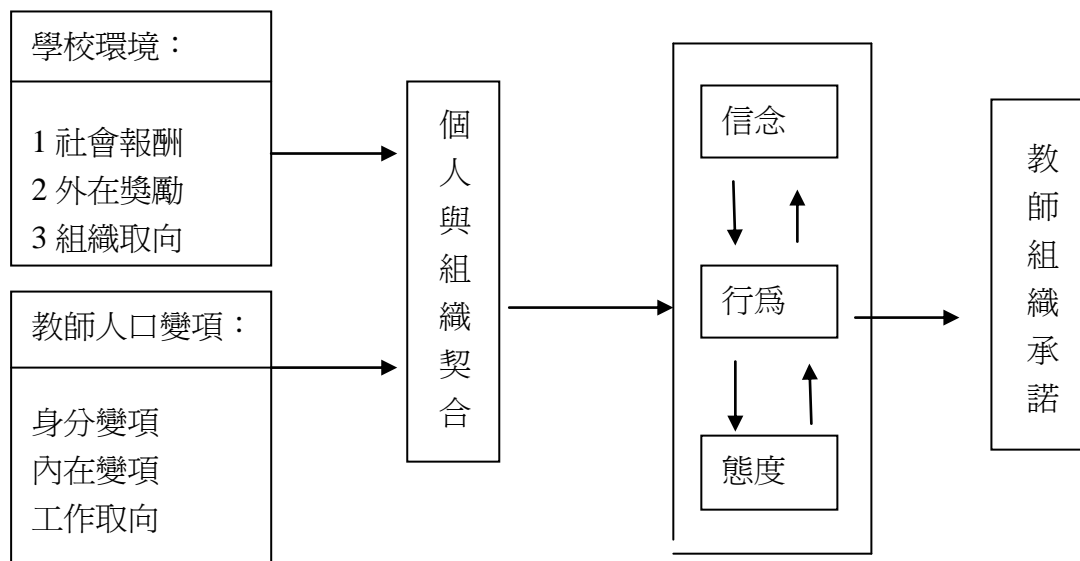 學校環境：
1 社會報酬
2 外在獎勵
3 組織取向
教師人口變項：
身分變項
內在變項
工作取向
個人與組織契合
信念
行為
態度
教師組織承諾